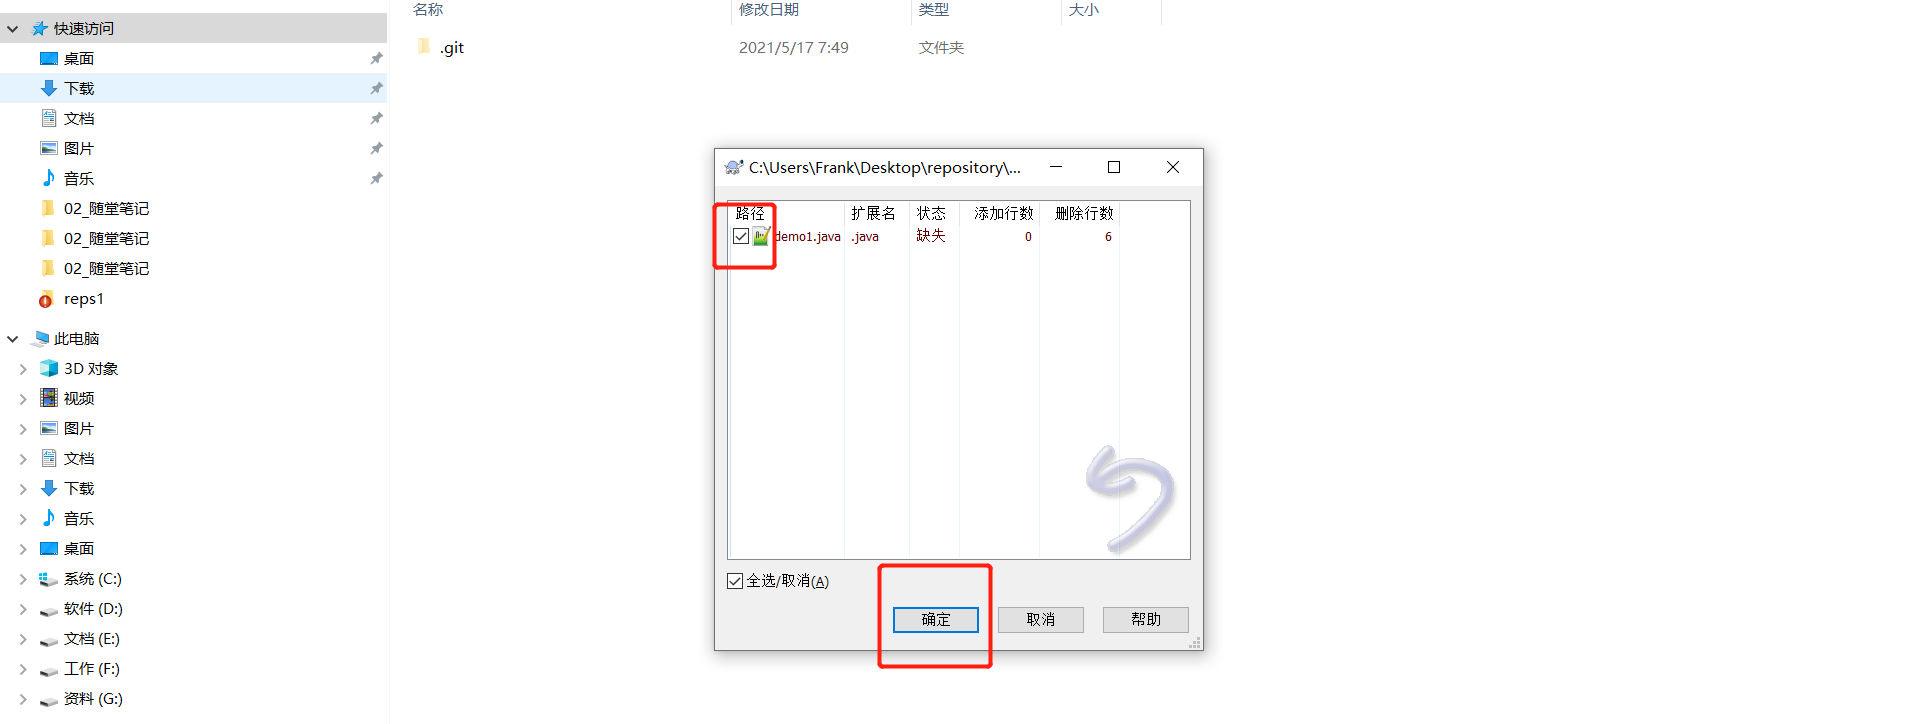 名称 修改日期 类型 大小
.git 2021/5/17 7:49 文件夹
快速访问
桌面
下载
文档
图片
音乐
02_随堂笔记
02_随堂笔记
02_随堂笔记
reps1
此电脑
3D 对象
视频
图片
文档
下载
音乐
桌面
系统 (C:)
软件 (D:)
文档 (E:)
工作 (F:)
资料 (G:)
C:\Users\Frank\Desktop\repository\...
路径 扩展名 状态 添加行数 删除行数
demo1.java .java 缺失 0 6
全选/取消(A)
确定 取消 帮助